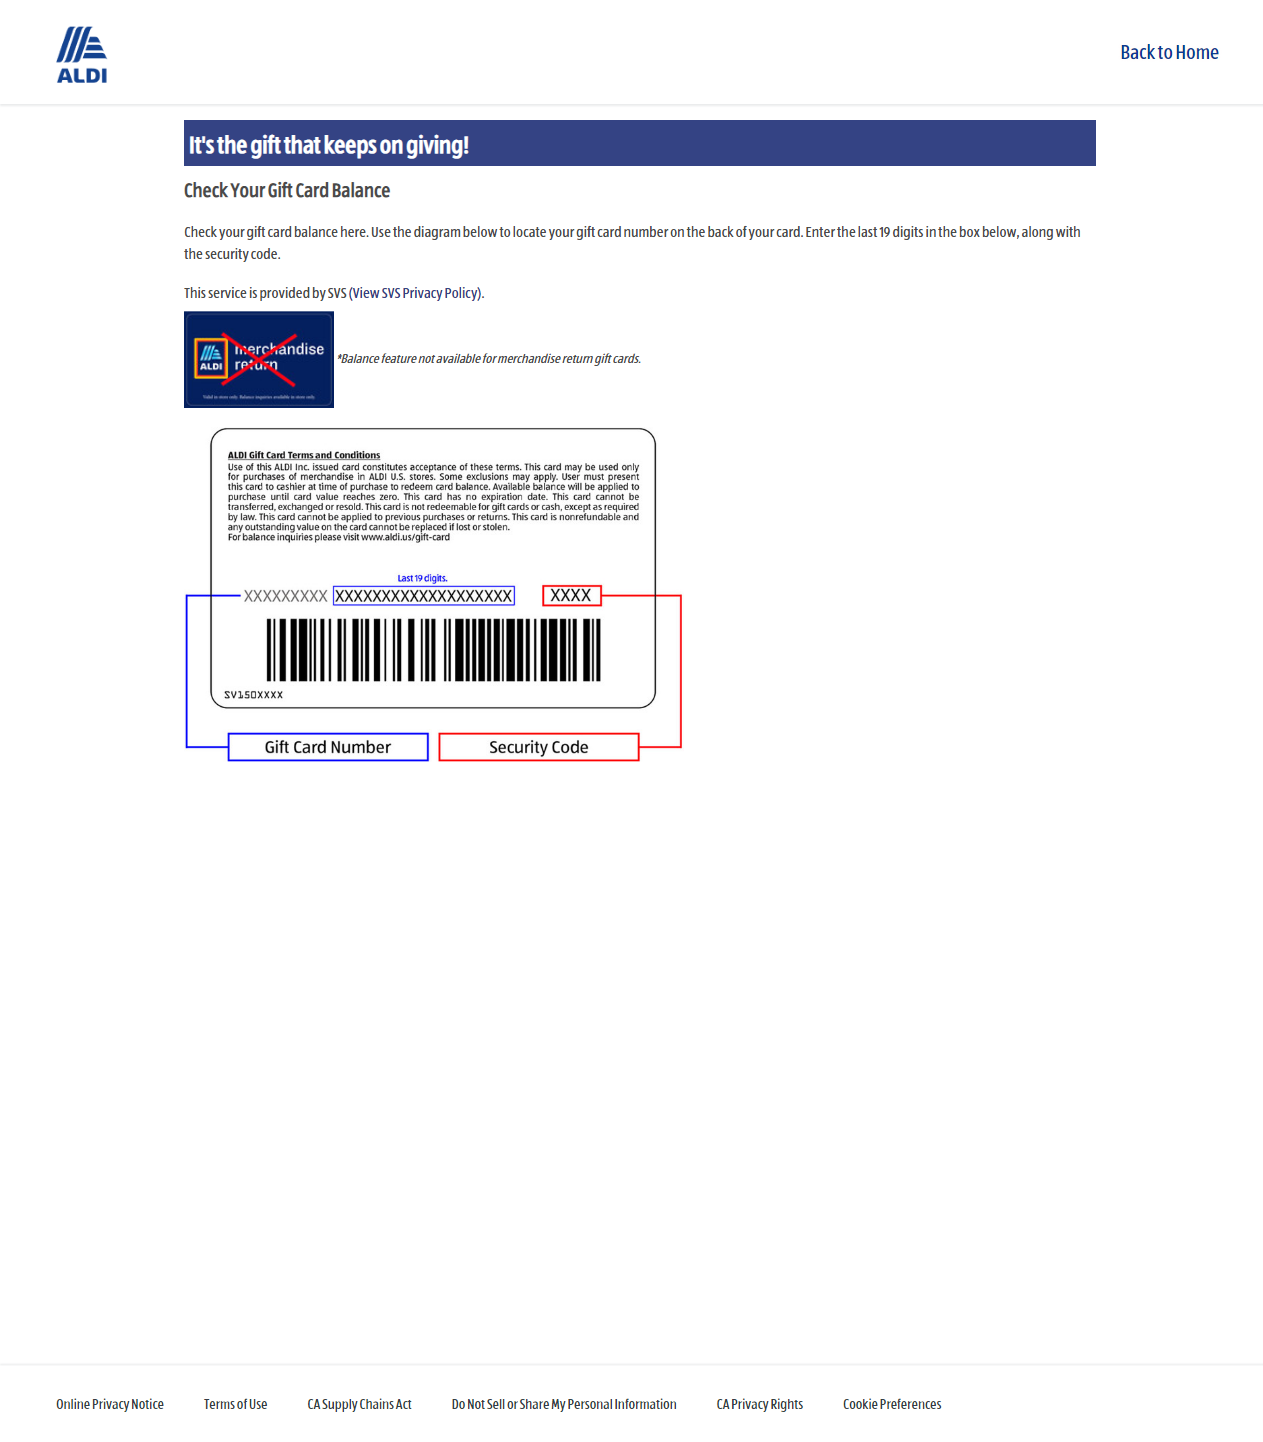 ALDI
Back to Home
It's the gift that keeps on giving!
Check Your Gift Card Balance
Check your gift card balance here. Use the diagram below to locate your gift card number on the back of your card. Enter the last 19 digits in the box below, along with
the security code.
This service is provided by SVS (View SVS Privacy Policy).
ALDI
merchandise
return
Valid in store only. Balance inquiries available in store only.
*Balance feature not available for merchandise return gift cards.
ALDI Gift Card Terms and Conditions
Use of this ALDI Inc. issued card constitutes acceptance of these terms. This card may be used only
for purchases of merchandise in ALDI U.S. stores. Some exclusions may apply. User must present
this card to cashier at time of purchase to redeem card balance. Available balance will be applied to
purchase until card value reaches zero. This card has no expiration date. This card cannot be
transferred, exchanged or resold. This card is not redeemable for gift cards or cash, except as required
by law. This card cannot be applied to previous purchases or returns. This card is nonrefundable and
any outstanding value on the card cannot be replaced if lost or stolen.
For balance inquiries please visit www.aldi.us/gift-card
Last 19 digits.
XXXXXXXXX XXXXXXXXXXXXXXXXXXX XXXX
SV150XXXX
Gift Card Number Security Code
Online Privacy Notice Terms of Use CA Supply Chains Act Do Not Sell or Share My Personal Information CA Privacy Rights Cookie Preferences